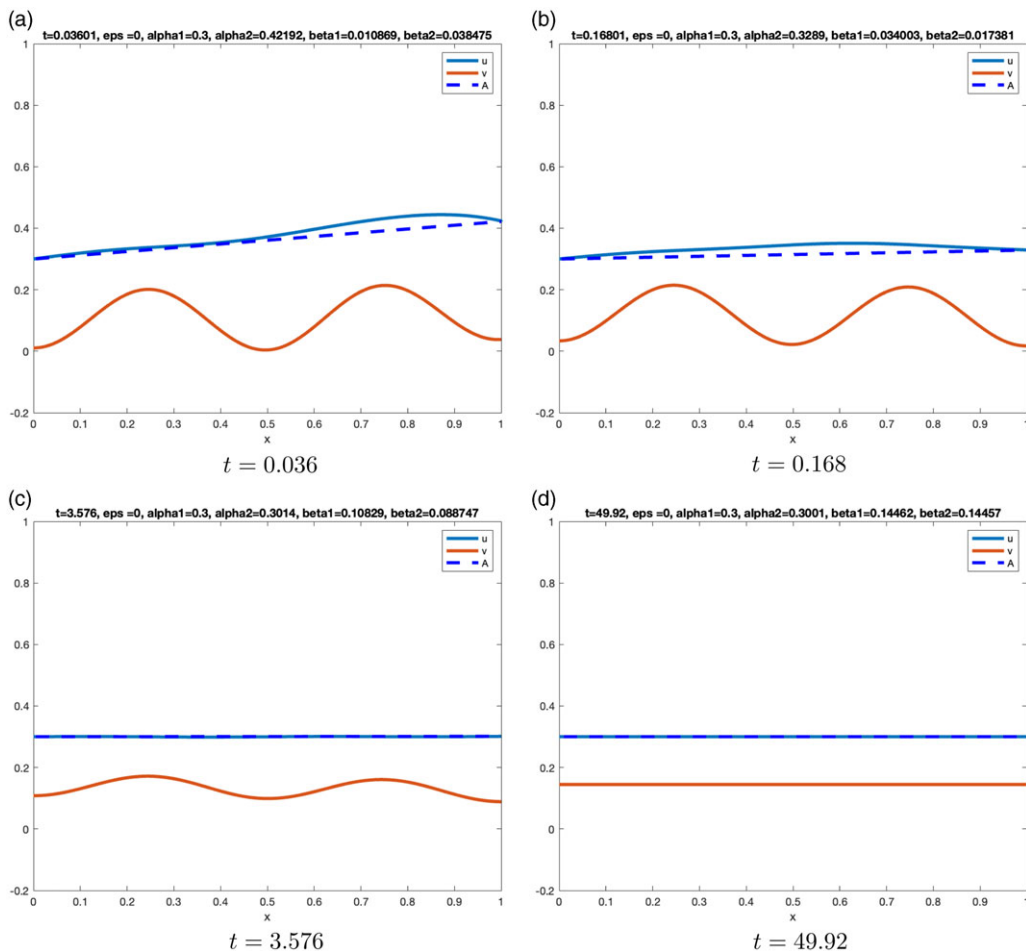 (a)
t=0.03601, eps =0, alpha1=0.3, alpha2=0.42192, beta1=0.010869, beta2=0.038475
1
0.8
0.6
0.4
0.2
0
-0.2
u
v
A
0 0.1 0.2 0.3 0.4 0.5 0.6 0.7 0.8 0.9 1
x
t = 0.036
(b)
t=0.16801, eps =0, alpha1=0.3, alpha2=0.3289, beta1=0.034003, beta2=0.017381
1
0.8
0.6
0.4
0.2
0
-0.2
u
v
A
0 0.1 0.2 0.3 0.4 0.5 0.6 0.7 0.8 0.9 1
x
t = 0.168
(c)
t=3.576, eps =0, alpha1=0.3, alpha2=0.3014, beta1=0.10829, beta2=0.088747
1
0.8
0.6
0.4
0.2
0
-0.2
u
v
A
0 0.1 0.2 0.3 0.4 0.5 0.6 0.7 0.8 0.9 1
x
t = 3.576
(d)
t=49.92, eps =0, alpha1=0.3, alpha2=0.3001, beta1=0.14462, beta2=0.14457
1
0.8
0.6
0.4
0.2
0
-0.2
u
v
A
0 0.1 0.2 0.3 0.4 0.5 0.6 0.7 0.8 0.9 1
x
t = 49.92